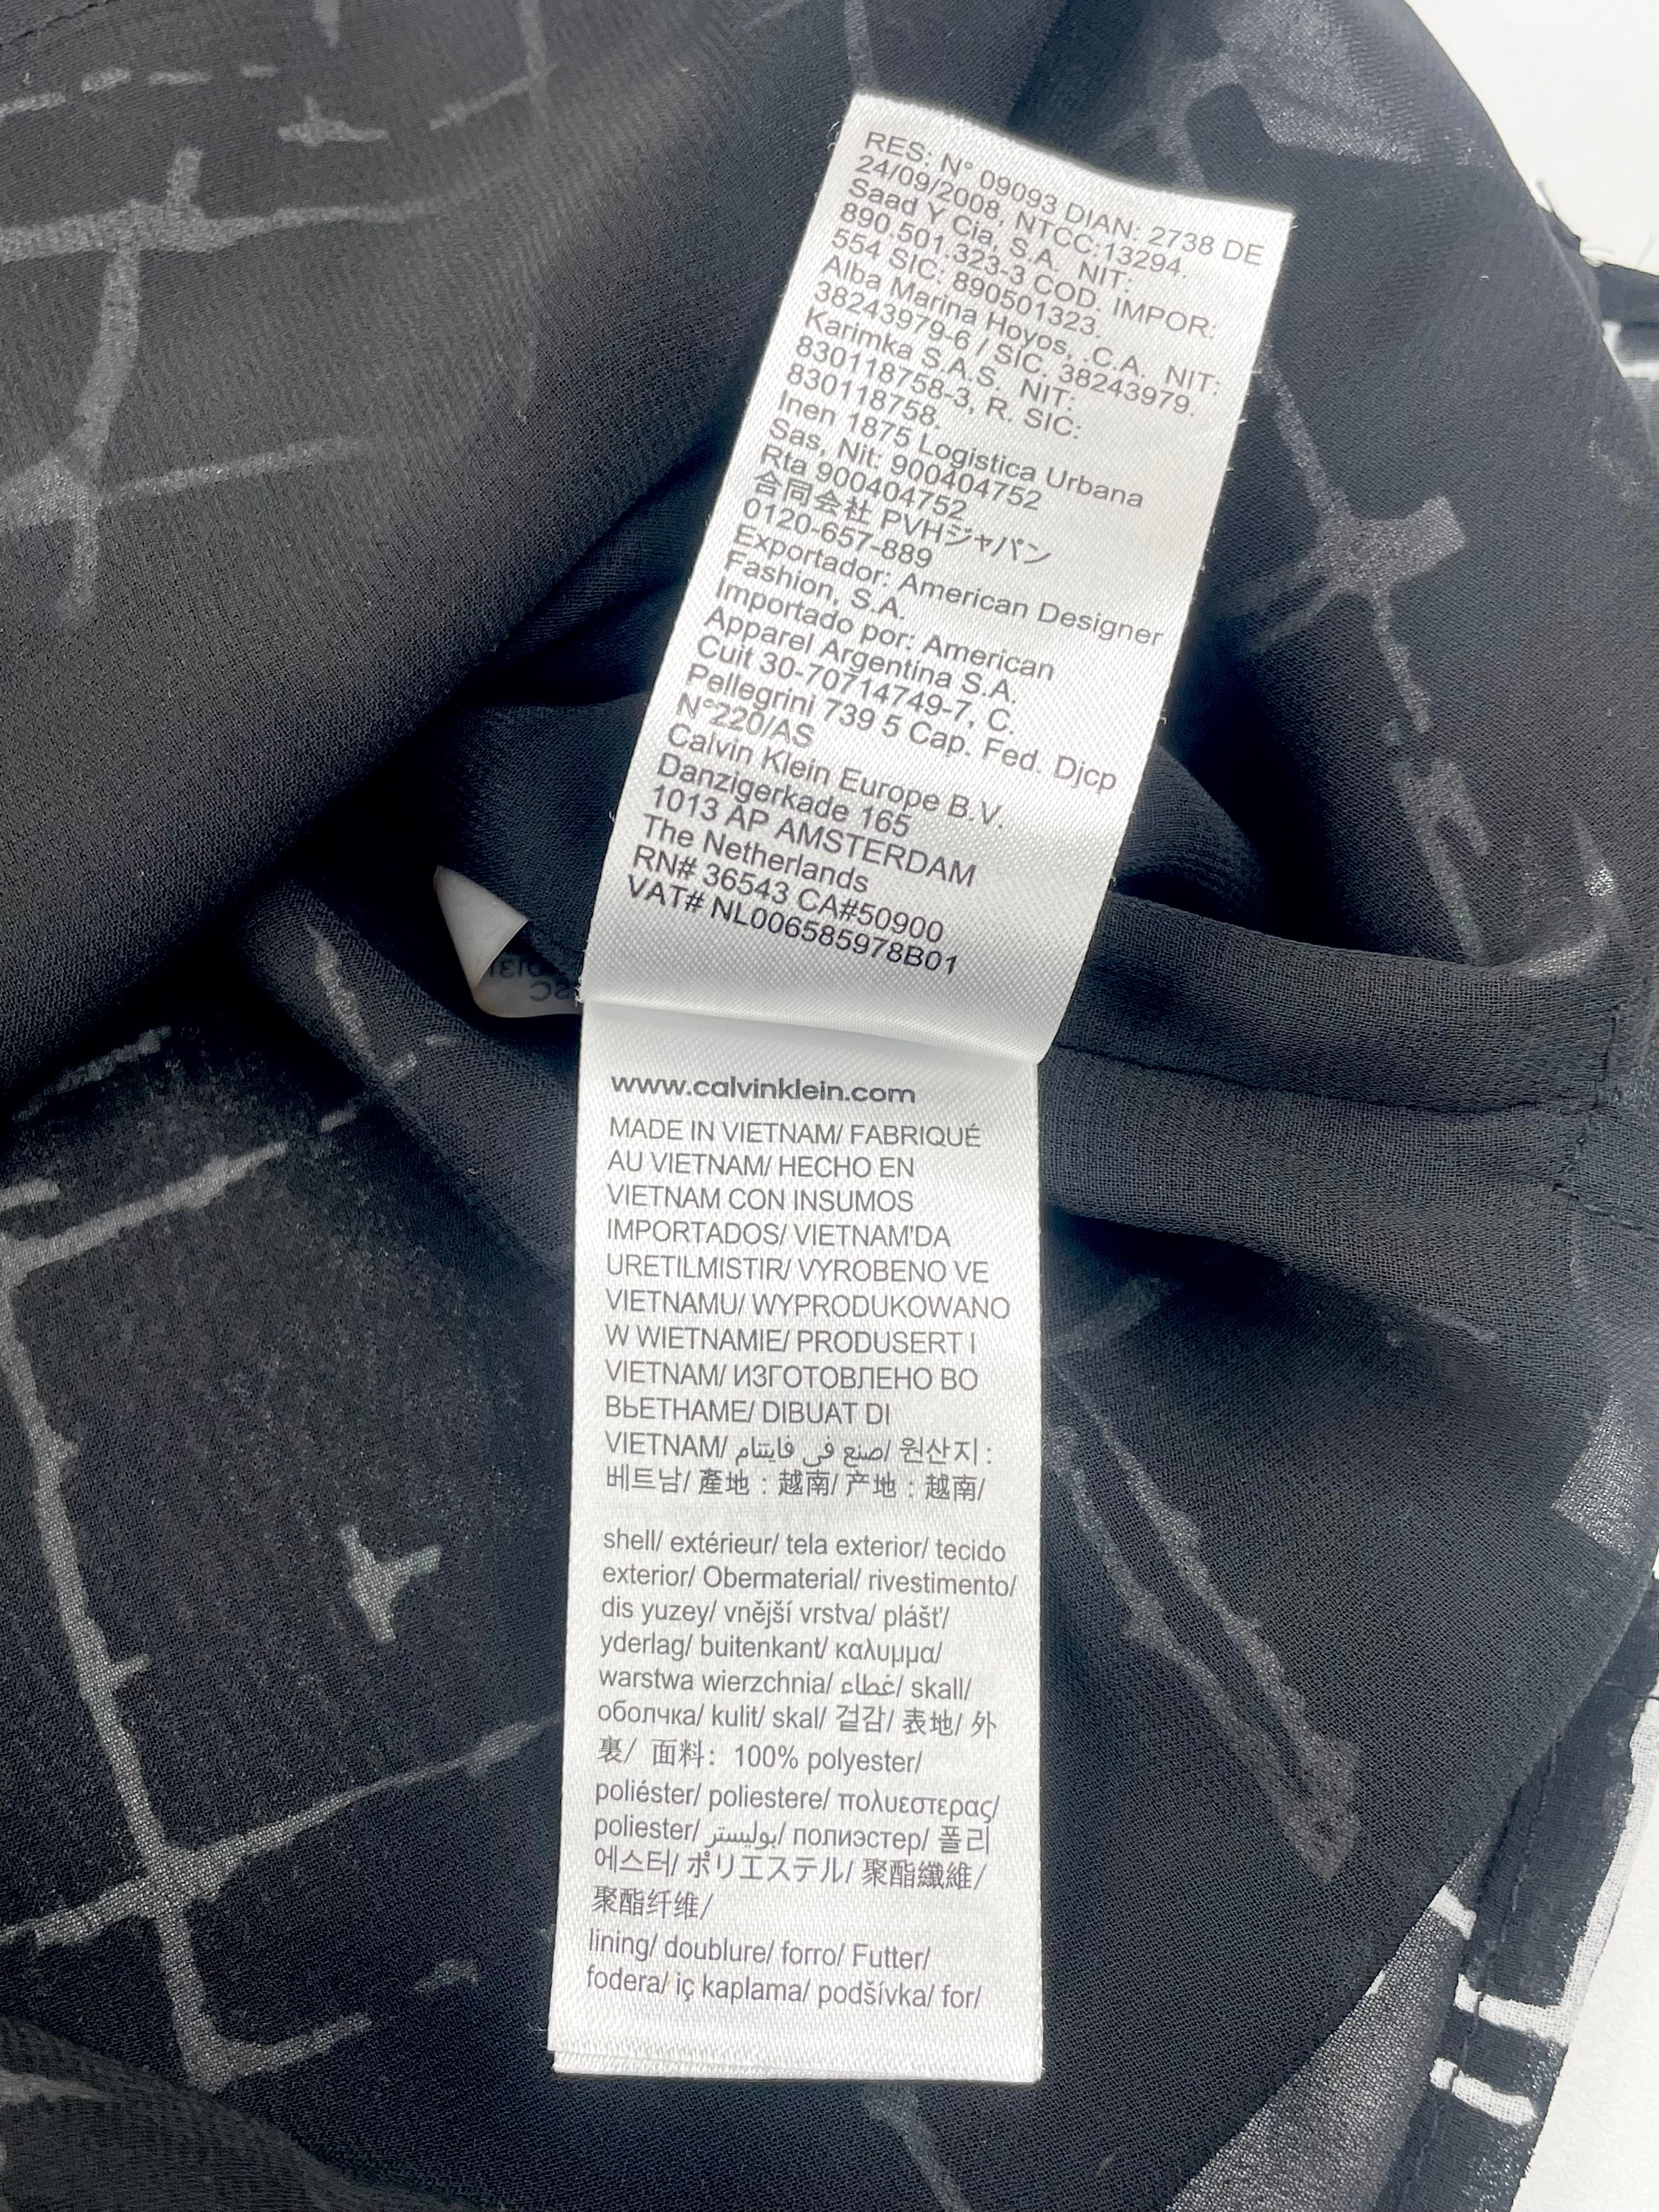 RES: N° 09093 DIAN: 2738 DE
24/09/2008, NTCC:13294.
Saad Y Cia, S.A. NIT:
890.501.323-3 COD. IMPOR:
554 SIC: 890501323.
Alba Marina Hoyos, .C.A. NIT:
38243979-6 / SIC. 38243979.
Karimka S.A.S. NIT:
830118758-3, R. SIC:
830118758.
Inen 1875 Logistica Urbana
Sas, Nit: 900404752
Rta 900404752
合同会社 PVHジャパン
0120-657-889
Exportador: American Designer
Fashion, S.A.
Importado por: American
Apparel Argentina S.A.
Cuit 30-70714749-7, C.
Pellegrini 739 5 Cap. Fed. Djcp
N°220/AS
Calvin Klein Europe B.V.
Danzigerkade 165
1013 AP AMSTERDAM
The Netherlands
RN# 36543 CA#50900
VAT# NL006585978B01
www.calvinklein.com
MADE IN VIETNAM/ FABRIQUÉ
AU VIETNAM/ HECHO EN
VIETNAM CON INSUMOS
IMPORTADOS/ VIETNAM'DA
URETILMISTIR/ VYROBENO VE
VIETNAMU/ WYPRODUKOWANO
W WIETNAMIE/ PRODUSERT I
VIETNAM/ ИЗГОТОВЛЕНО ВО
ВЬЕТНАМЕ/ DIBUAT DI
VIETNAM/ صنع في فايتنام/ 원산지 :
베트남/ 產地 : 越南/ 产地 : 越南/
shell/ extérieur/ tela exterior/ tecido
exterior/ Obermaterial/ rivestimento/
dis yuzey/ vnější vrstva/ plášť/
yderlag/ buitenkant/ καλυμμα/
warstwa wierzchnia/ غطاء/ skall/
оболчка/ kulit/ skal/ 겉감/ 表地/ 外
裏/ 面料: 100% polyester/
poliéster/ poliestere/ πολυεστερας/
poliester/ بوليستر/ полиэстер/ 폴리
에스터/ ポリエステル/ 聚酯纖維/
聚酯纤维/
lining/ doublure/ forro/ Futter/
fodera/ iç kaplama/ podšívka/ for/